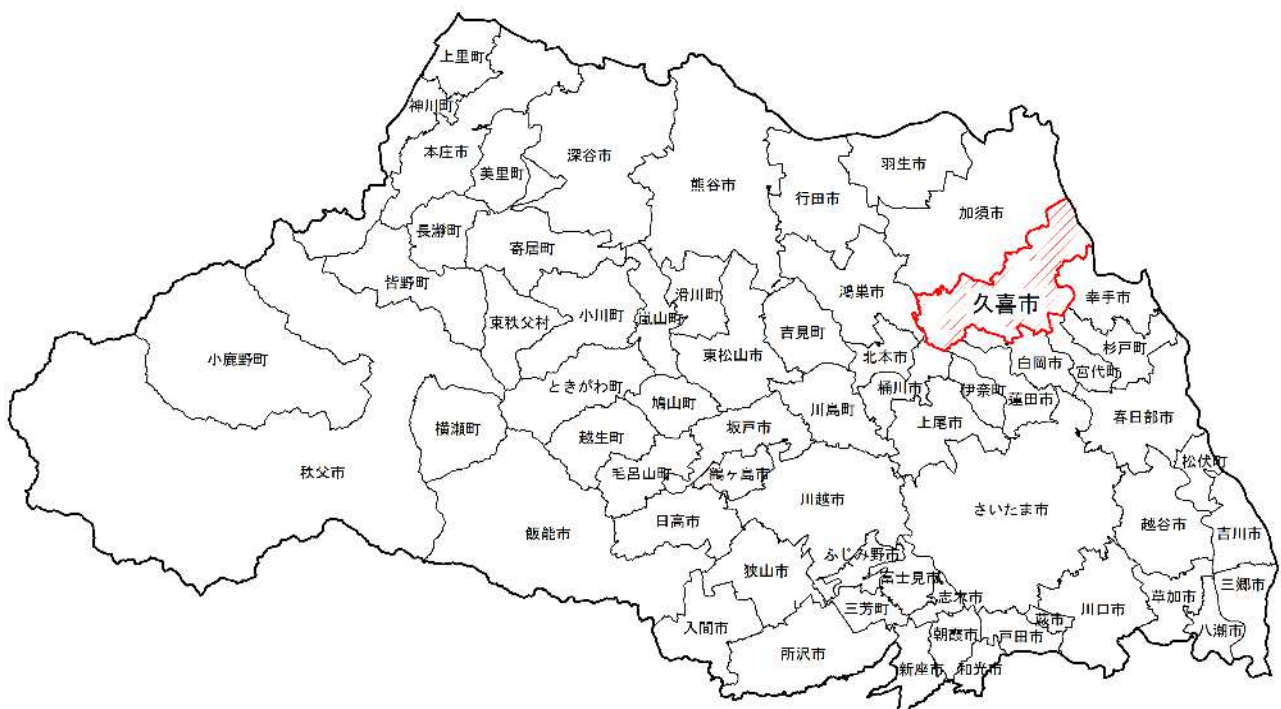 上里町
神川町
本庄市
美里町
深谷市
熊谷市
行田市
羽生市
加須市
長瀞町
寄居町
皆野町
東秩父村
小川町
嵐山町
滑川町
東松山市
吉見町
鴻巣市
久喜市
幸手市
杉戸町
宮代町
白岡市
北本市
桶川市
伊奈町
蓮田市
小鹿野町
ときがわ町
鳩山町
川島町
上尾市
春日部市
横瀬町
越生町
坂戸市
毛呂山町
鶴ヶ島市
松伏町
秩父市
川越市
さいたま市
飯能市
日高市
越谷市
吉川市
ふじみ野市
狭山市
富士見市
志木市
三郷市
入間市
三芳町
川口市
草加市
蕨市
八潮市
朝霞市
戸田市
所沢市
新座市
和光市